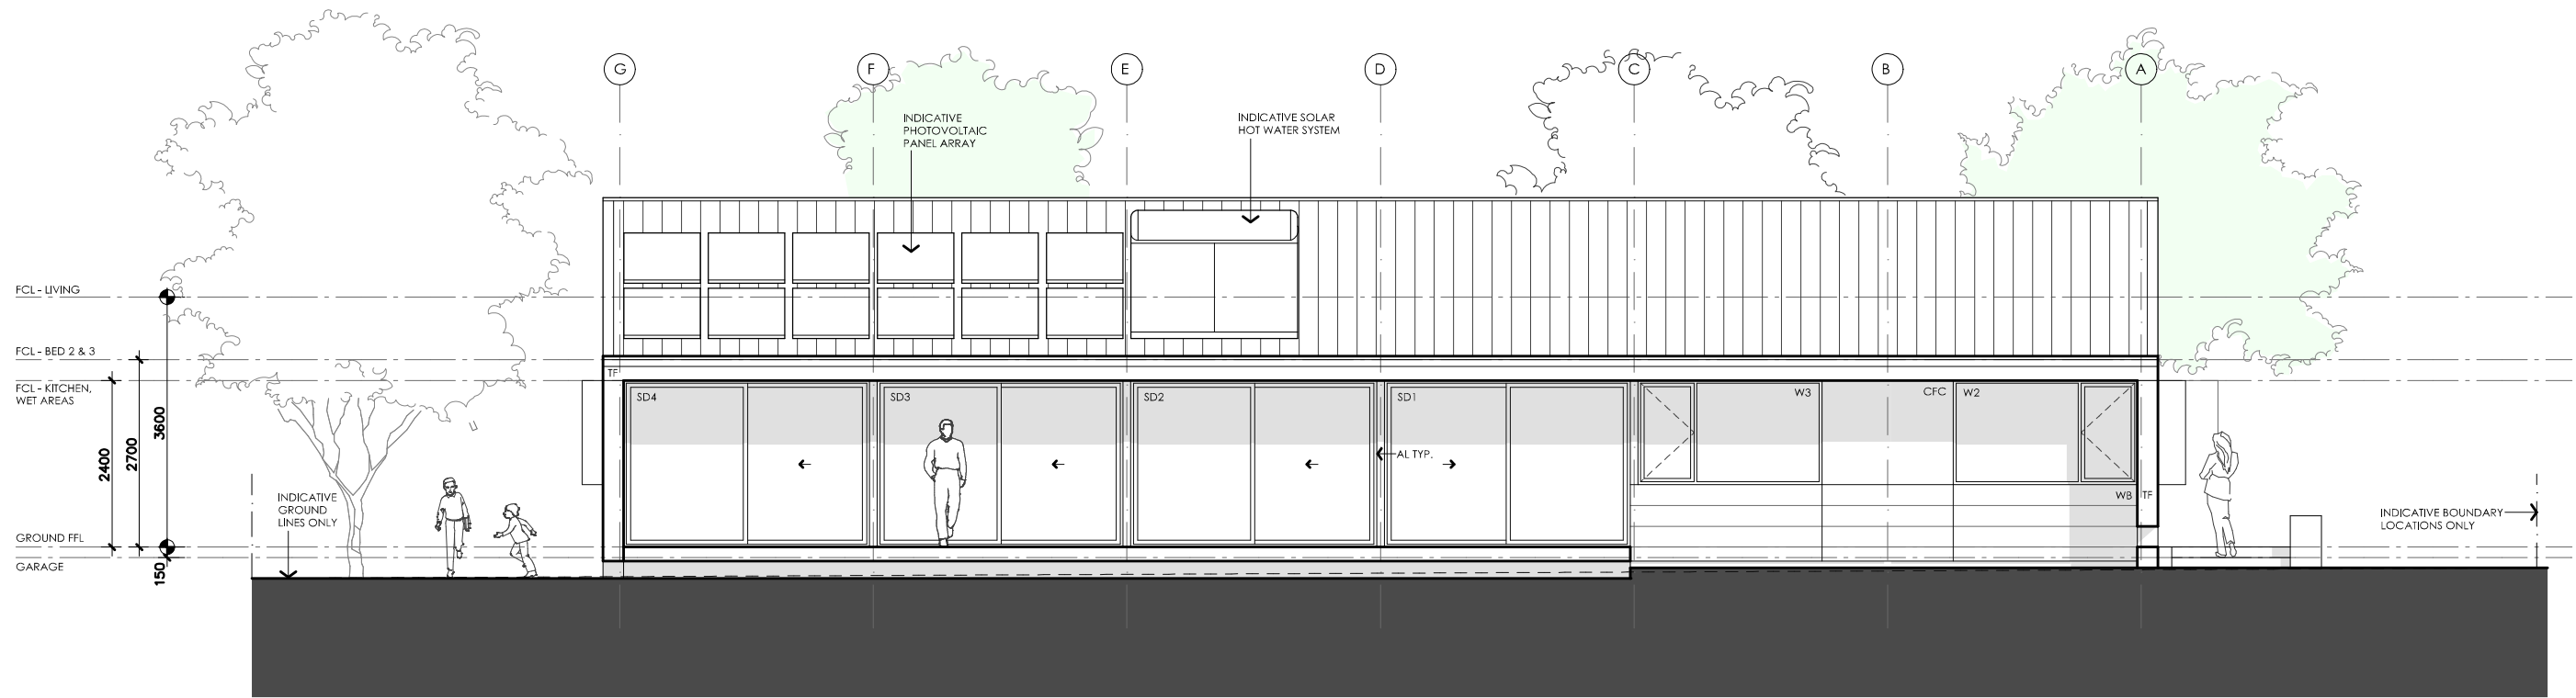 G
F
E
D
C
B
A
INDICATIVE
PHOTOVOLTAIC
PANEL ARRAY
INDICATIVE SOLAR
HOT WATER SYSTEM
FCL - LIVING
FCL - BED 2 & 3
FCL - KITCHEN,
WET AREAS
2400
2700
3600
150
GROUND FFL
GARAGE
INDICATIVE
GROUND
LINES ONLY
TF
SD4
SD3
SD2
SD1
AL TYP.
W3
CFC
W2
WB
TF
INDICATIVE BOUNDARY
LOCATIONS ONLY